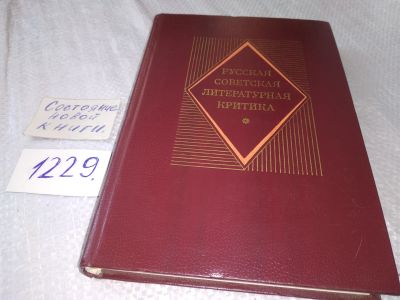 РУССКАЯ
СОВЕТСКАЯ
ЛИТЕРАТУРНАЯ
КРИТИКА
Состояние
новой
книги.
1229.